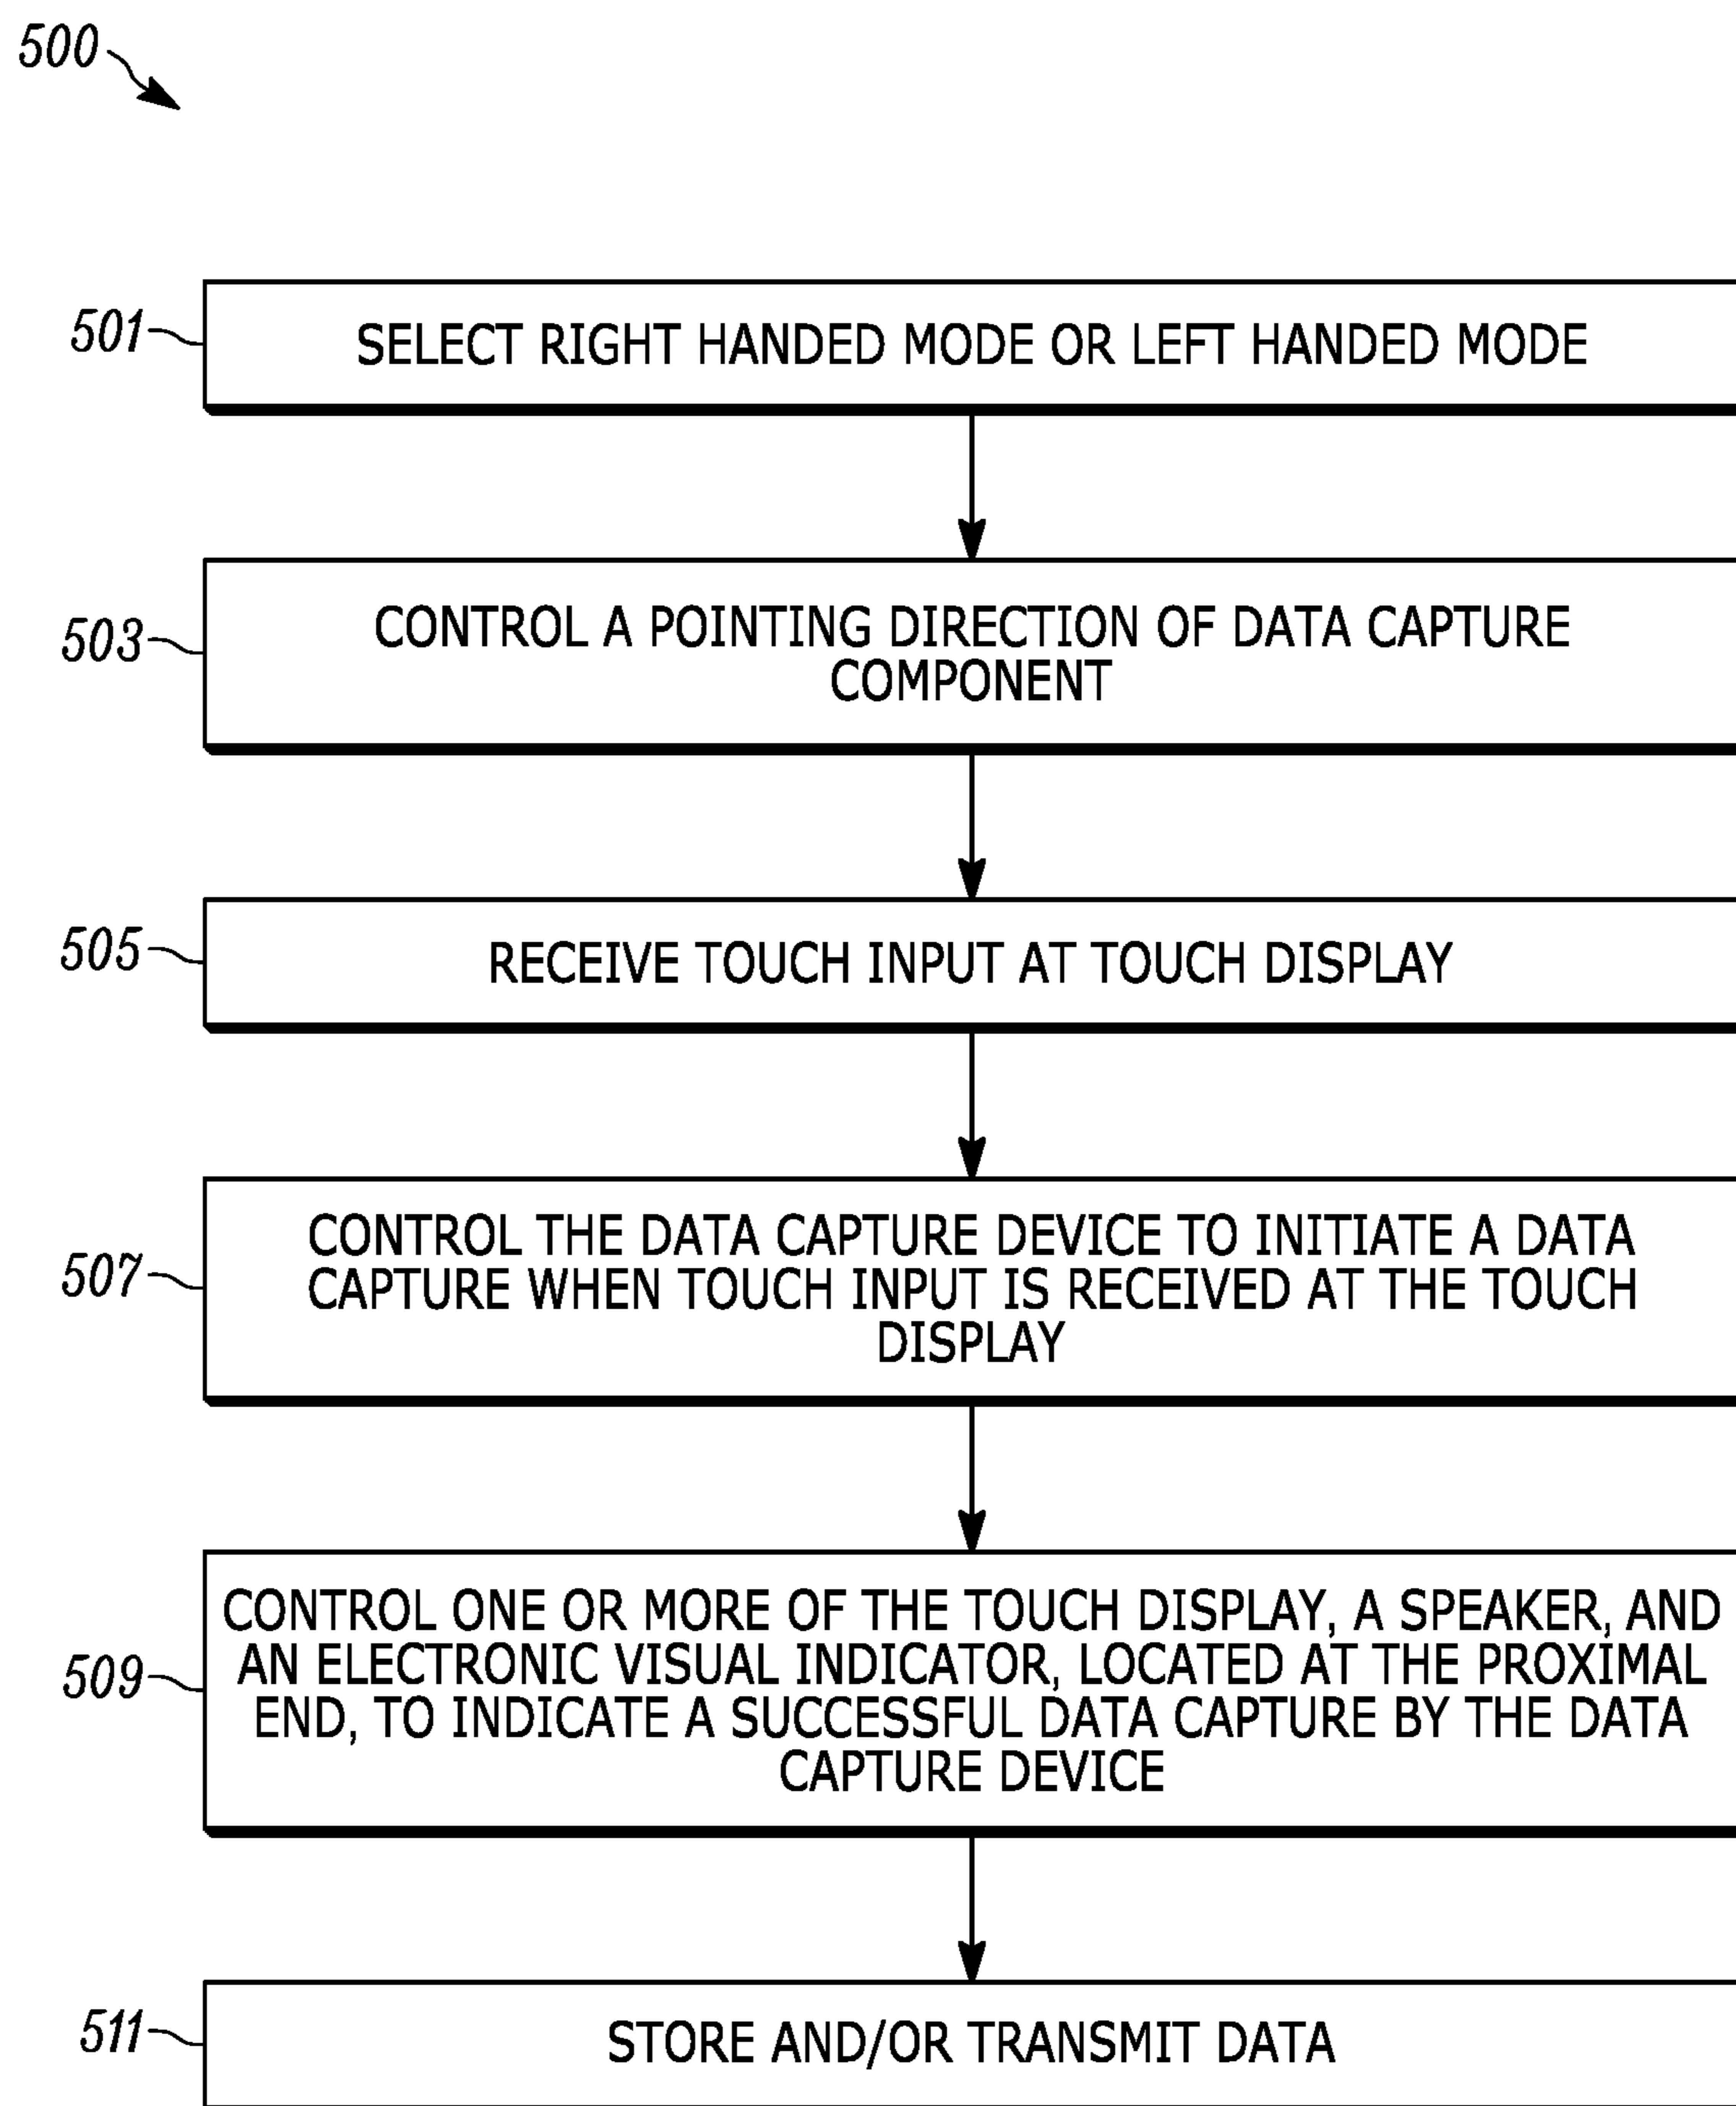 500
501
SELECT RIGHT HANDED MODE OR LEFT HANDED MODE
503
CONTROL A POINTING DIRECTION OF DATA CAPTURE
COMPONENT
505
RECEIVE TOUCH INPUT AT TOUCH DISPLAY
507
CONTROL THE DATA CAPTURE DEVICE TO INITIATE A DATA
CAPTURE WHEN TOUCH INPUT IS RECEIVED AT THE TOUCH
DISPLAY
509
CONTROL ONE OR MORE OF THE TOUCH DISPLAY, A SPEAKER, AND
AN ELECTRONIC VISUAL INDICATOR, LOCATED AT THE PROXIMAL
END, TO INDICATE A SUCCESSFUL DATA CAPTURE BY THE DATA
CAPTURE DEVICE
511
STORE AND/OR TRANSMIT DATA